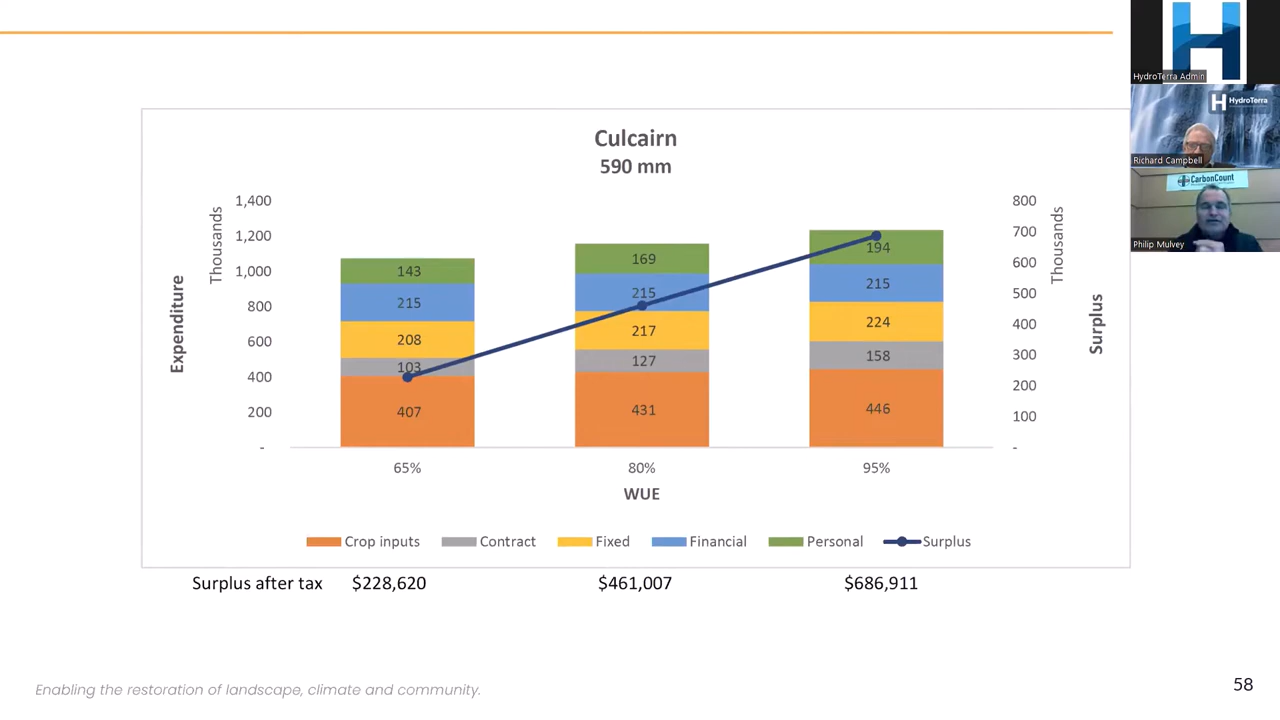 Culcairn
590 mm
Expenditure
Thousands
1,400
1,200
1,000
800
600
400
200
-
143
215
208
103
407
169
215
217
127
431
194
215
224
158
446
800
700
600
500
400
300
200
100
-
Thousands
Surplus
65%
80%
95%
WUE
Crop inputs
Contract
Fixed
Financial
Personal
Surplus
Surplus after tax $228,620 $461,007 $686,911
Enabling the restoration of landscape, climate and community.
58
H
HydroTerra Admin
H HydroTerra
Richard Campbell
CarbonCount
Philip Mulvey